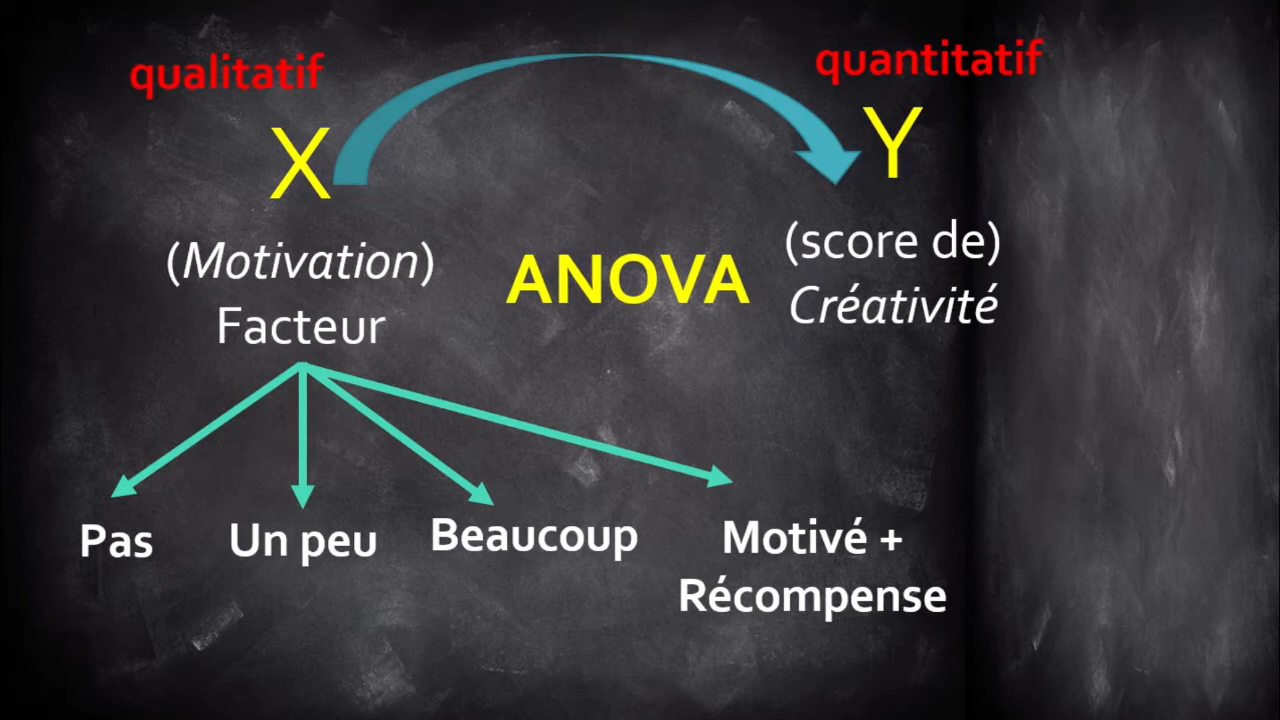 qualitatif
quantitatif
X
Y
(Motivation)
Facteur
ANOVA
(score de)
Créativité
Pas
Un peu
Beaucoup
Motivé +
Récompense